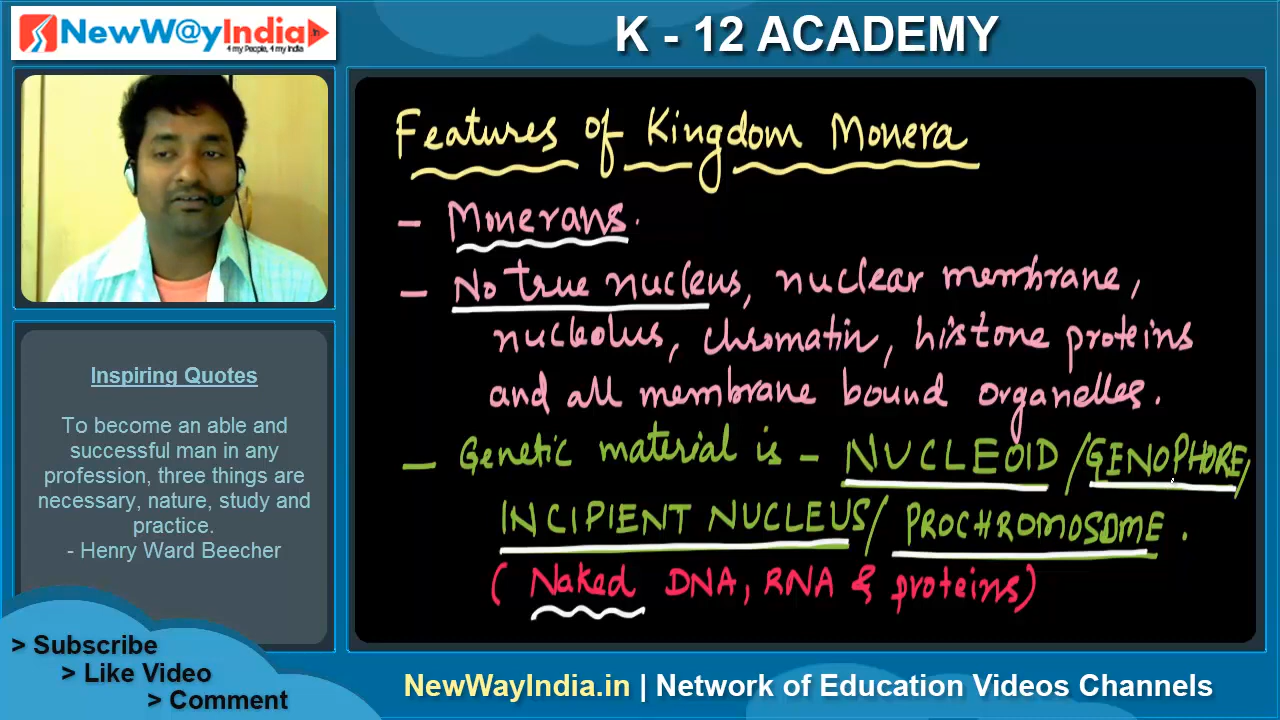 NewW@yIndia.in
4 my People, 4 my India
K - 12 ACADEMY
Features of Kingdom Monera
- Monerans.
- No true nucleus, nuclear membrane,
nucleolus, chromatin, histone proteins
and all membrane bound organelles.
- Genetic material is - NUCLEOID / GENOPHORE/
INCIPIENT NUCLEUS/ PROCHROMOSOME.
( Naked DNA, RNA & proteins)
Inspiring Quotes
To become an able and
successful man in any
profession, three things are
necessary, nature, study and
practice.
- Henry Ward Beecher
> Subscribe
> Like Video
> Comment
NewWayIndia.in | Network of Education Videos Channels